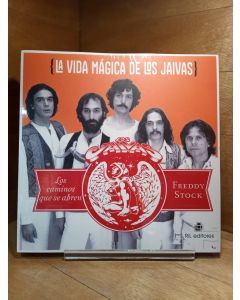 {LA VIDA MÁGICA DE LOS JAIVAS}
Los
caminos
que se abren
FREDDY
STOCK
RIL editores